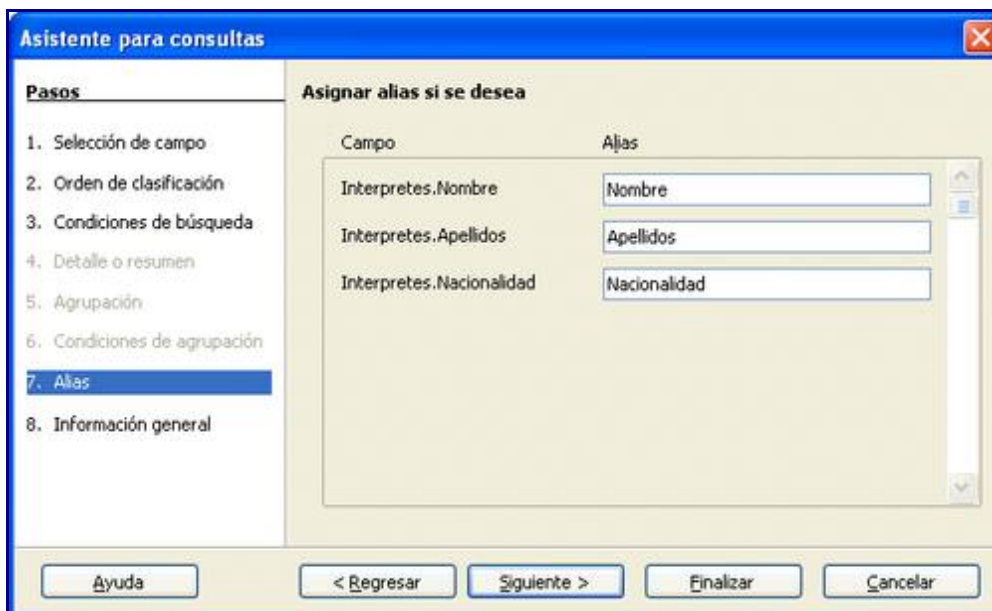 Asistente para consultas
Pasos
1. Selección de campo
2. Orden de clasificación
3. Condiciones de búsqueda
4. Detalle o resumen
5. Agrupación
6. Condiciones de agrupación
7. Alias
8. Información general
Asignar alias si se desea
Campo Alias
Interpretes.Nombre Nombre
Interpretes.Apellidos Apellidos
Interpretes.Nacionalidad Nacionalidad
Ayuda < Regresar Siguiente > Finalizar Cancelar